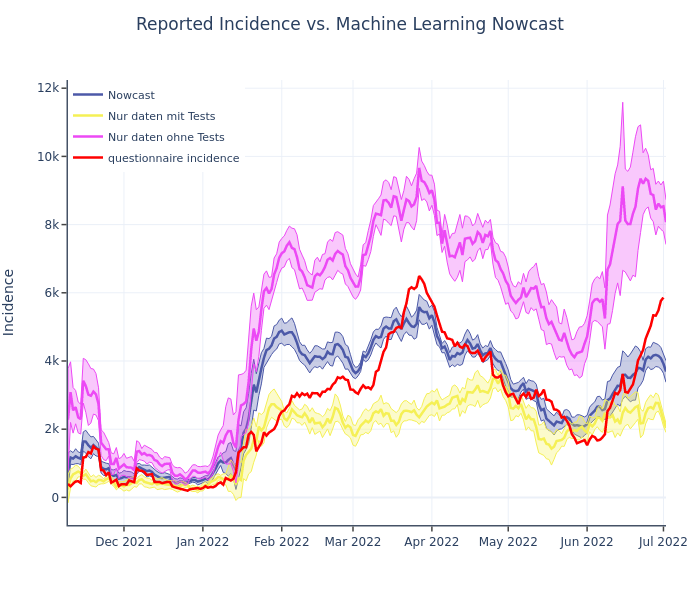 Reported Incidence vs. Machine Learning Nowcast
12k
10k
8k
6k
4k
2k
0
Incidence
Nowcast
Nur daten mit Tests
Nur daten ohne Tests
questionnaire incidence
Dec 2021
Jan 2022
Feb 2022
Mar 2022
Apr 2022
May 2022
Jun 2022
Jul 2022